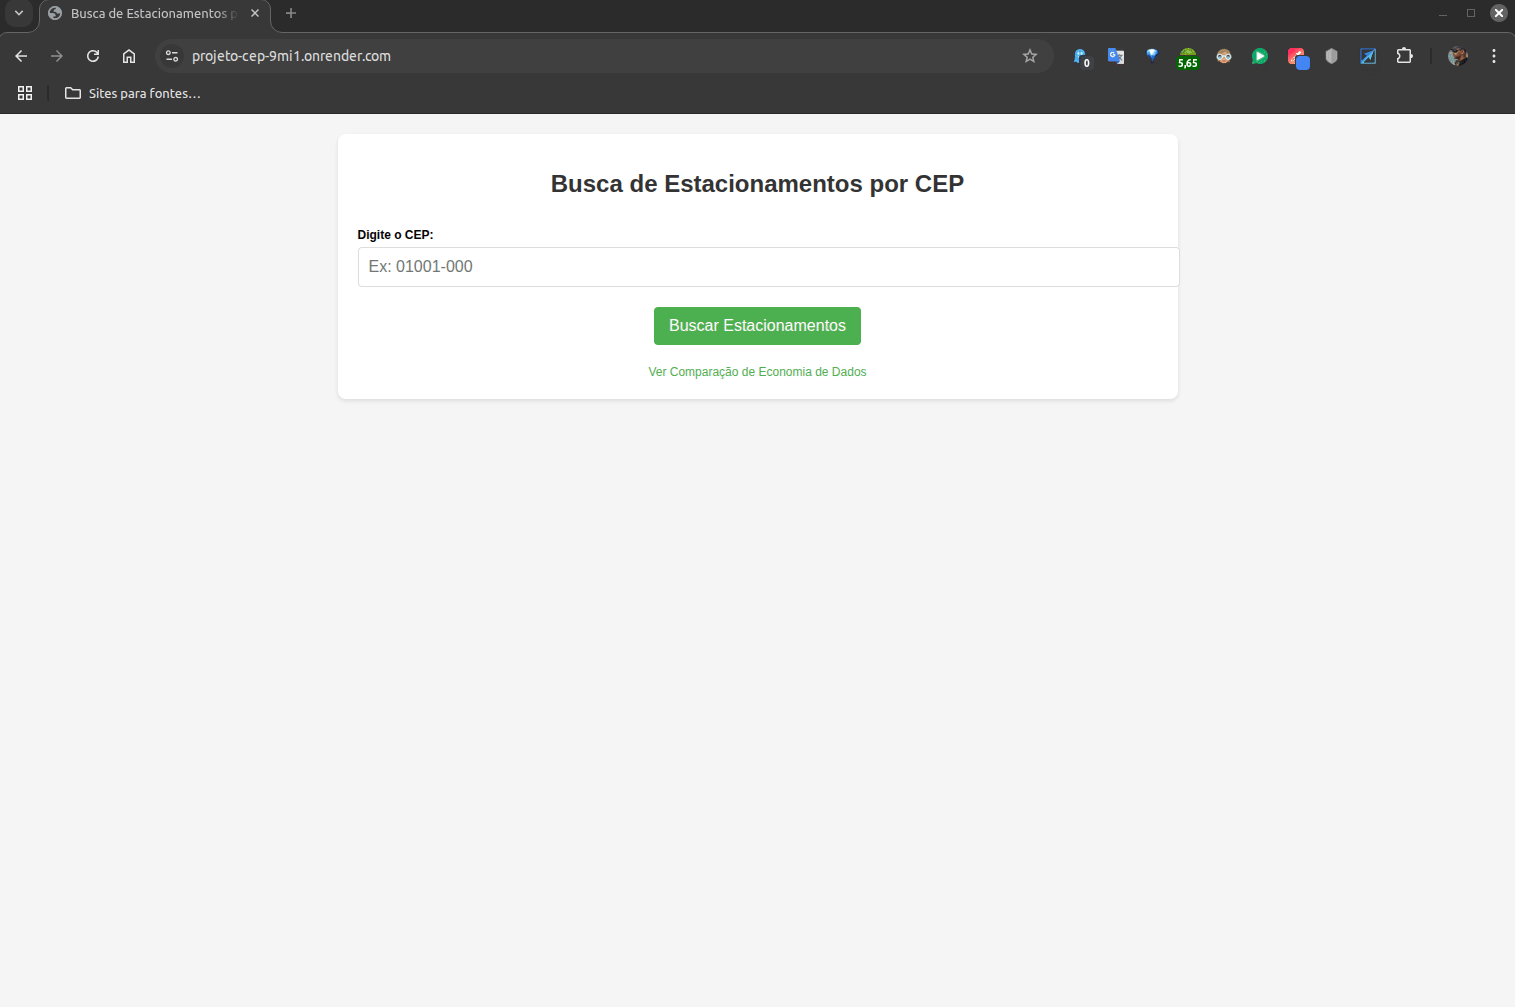 Busca de Estacionamentos p
projeto-cep-9mi1.onrender.com
0
G
5,65
Sites para fontes...
Busca de Estacionamentos por CEP
Digite o CEP:
Ex: 01001-000
Buscar Estacionamentos
Ver Comparação de Economia de Dados